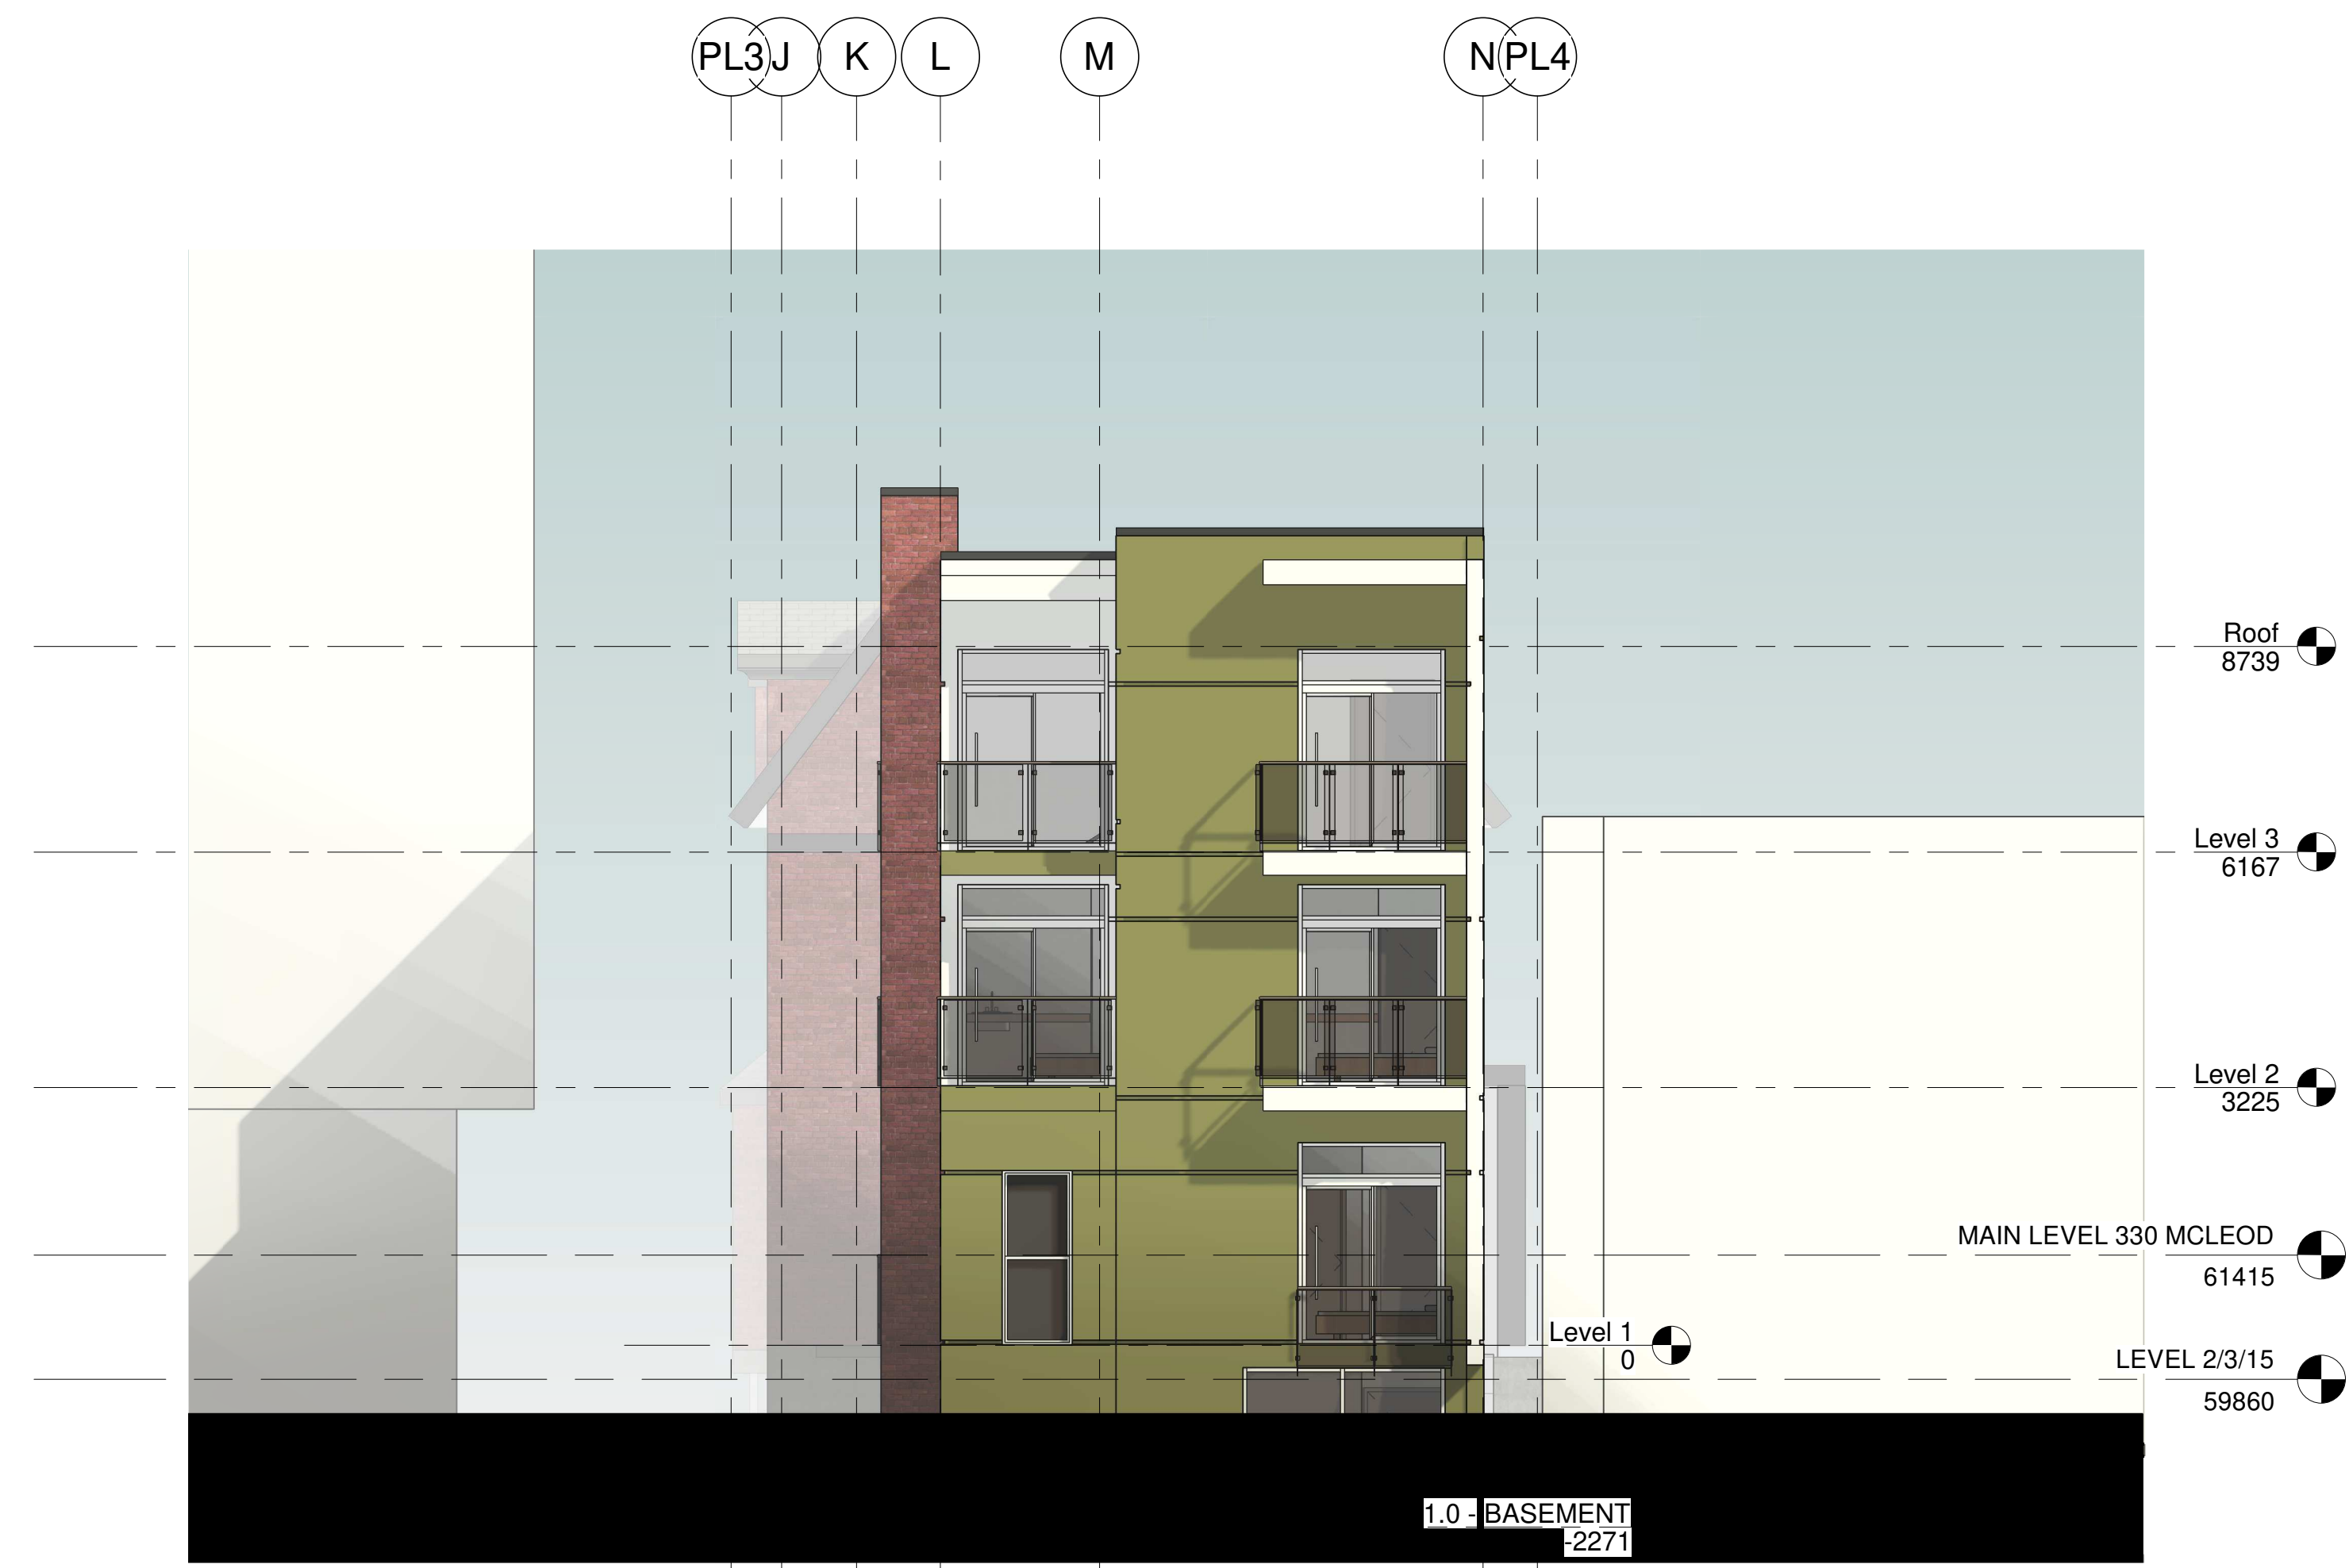 PL3 J K L M N PL4
Roof
8739
Level 3
6167
Level 2
3225
MAIN LEVEL 330 MCLEOD
61415
Level 1
0
LEVEL 2/3/15
59860
1.0 - BASEMENT
-2271